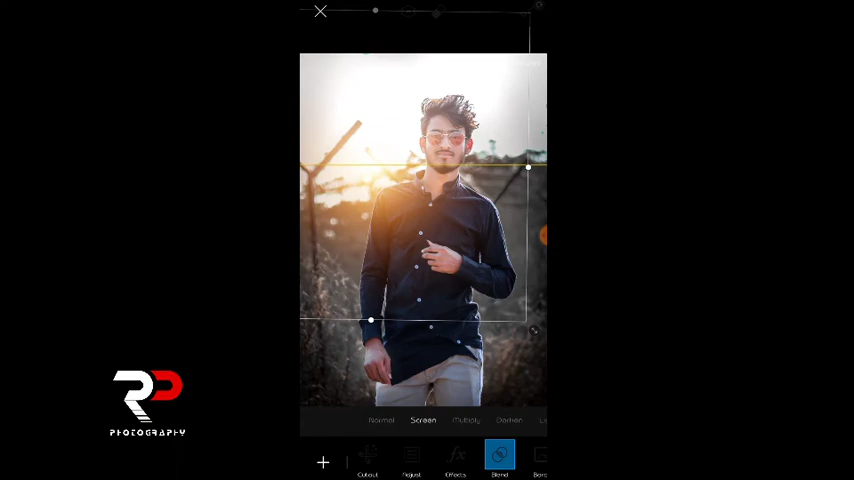 Normal Screen Multiply Darken
Cutout Adjust Effects Blend
RP
PHOTOGRAPHY